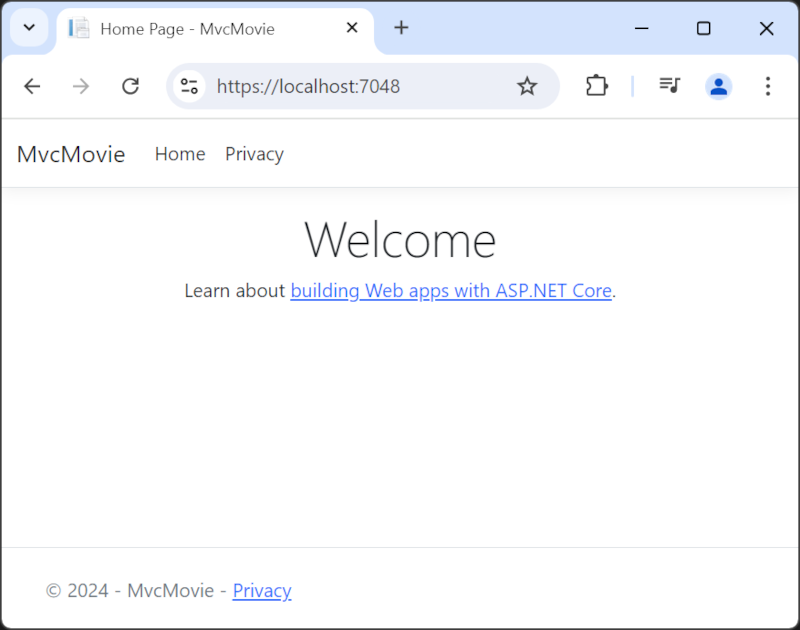 Home Page - MvcMovie
https://localhost:7048
MvcMovie Home Privacy
Welcome
Learn about building Web apps with ASP.NET Core.
© 2024 - MvcMovie - Privacy